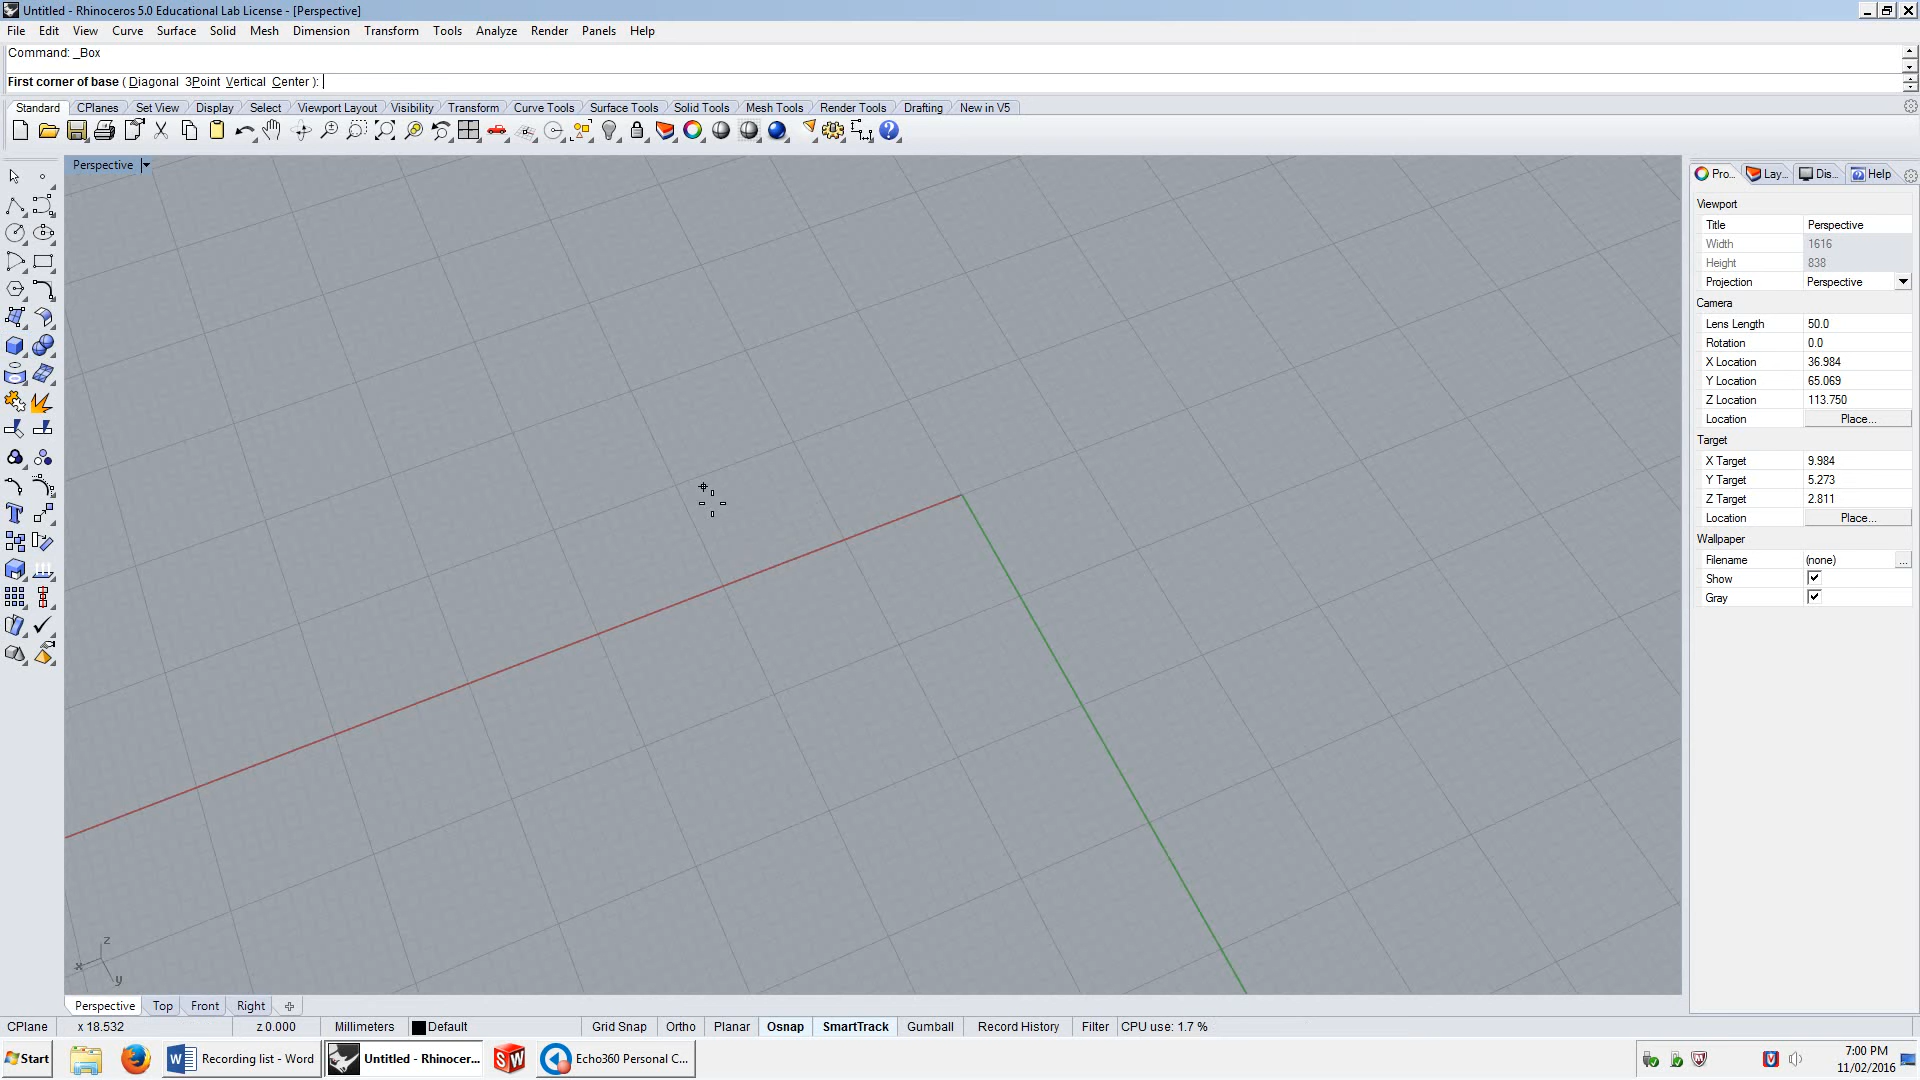 Untitled - Rhinoceros 5.0 Educational Lab License - [Perspective]
File Edit View Curve Surface Solid Mesh Dimension Transform Tools Analyze Render Panels Help
Command: _Box
First corner of base ( Diagonal 3Point Vertical Center ):
Standard CPlanes Set View Display Select Viewport Layout Visibility Transform Curve Tools Surface Tools Solid Tools Mesh Tools Render Tools Drafting New in V5
Perspective
Pro... Lay... Dis... Help
Viewport
Title Perspective
Width 1616
Height 838
Projection Perspective
Camera
Lens Length 50.0
Rotation 0.0
X Location 36.984
Y Location 65.069
Z Location 113.750
Location Place...
Target
X Target 9.984
Y Target 5.273
Z Target 2.811
Location Place...
Wallpaper
Filename (none) ...
Show
Gray
z
x
y
Perspective Top Front Right
CPlane x 18.532 z 0.000 Millimeters Default Grid Snap Ortho Planar Osnap SmartTrack Gumball Record History Filter CPU use: 1.7 %
Start Recording list - Word Untitled - Rhinocer... SW Echo360 Personal C...
7:00 PM
11/02/2016